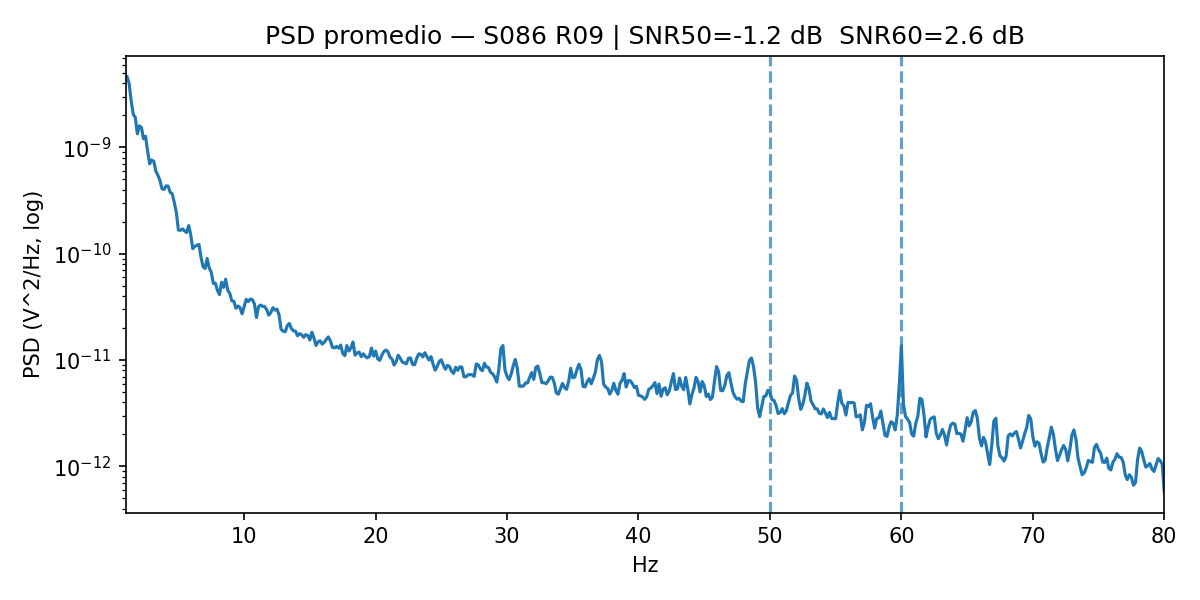 PSD promedio — S086 R09 | SNR50=-1.2 dB  SNR60=2.6 dB
PSD (V^2/Hz, log)
10⁻⁹
10⁻¹⁰
10⁻¹¹
10⁻¹²
10 20 30 40 50 60 70 80
Hz